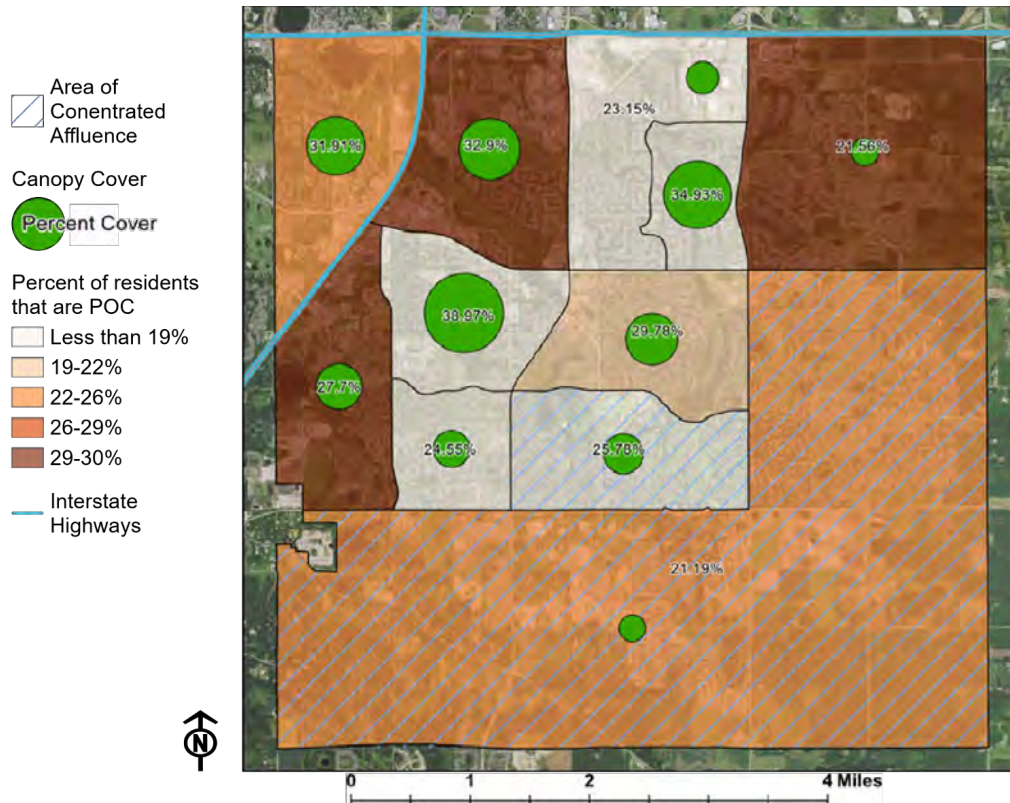 Area of
Conentrated
Affluence
Canopy Cover
Percent Cover
Percent of residents
that are POC
Less than 19%
19-22%
22-26%
26-29%
29-30%
Interstate
Highways
N
23.15%
31.91%
32.9%
21.56%
34.93%
38.97%
29.78%
27.7%
24.55%
25.78%
21.19%
0 1 2 4 Miles